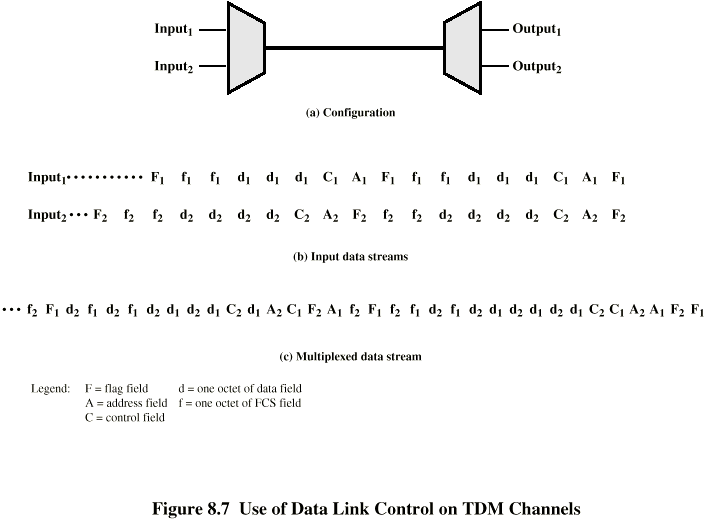 Input1 Output1
Input2 Output2
(a) Configuration
Input1 ・・・・・・・・・・・ F1 f1 f1 d1 d1 d1 C1 A1 F1 f1 f1 d1 d1 d1 C1 A1 F1
Input2 ・・・ F2 f2 f2 d2 d2 d2 d2 C2 A2 F2 f2 f2 d2 d2 d2 d2 C2 A2 F2
(b) Input data streams
・・・ f2 F1 d2 f1 d2 f1 d2 d1 d2 d1 C2 d1 A2 C1 F2 A1 f2 F1 f2 f1 d2 f1 d2 d1 d2 d1 d2 d1 C2 C1 A2 A1 F2 F1
(c) Multiplexed data stream
Legend: F = flag field d = one octet of data field
A = address field f = one octet of FCS field
C = control field
Figure 8.7 Use of Data Link Control on TDM Channels